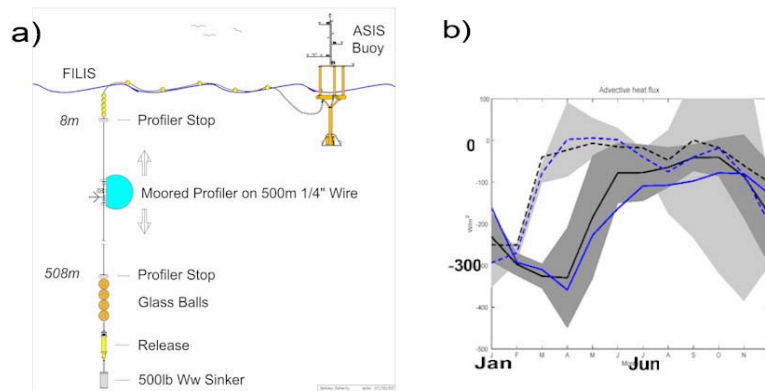 a)
ASIS
Buoy
FILIS
8m
Profiler Stop
Moored Profiler on 500m 1/4" Wire
508m
Profiler Stop
Glass Balls
Release
500lb Ww Sinker
b)
Advective heat flux
100
0
0
-100
-200
-300
-300
-400
-500
W/m²
J F M A M J J A S O N
Jan
Jun